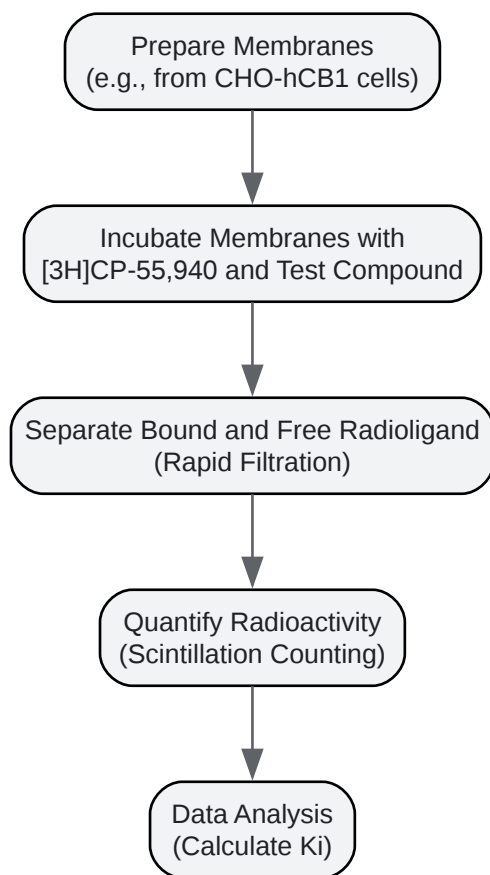 Prepare Membranes
(e.g., from CHO-hCB1 cells)
Incubate Membranes with
[3H]CP-55,940 and Test Compound
Separate Bound and Free Radioligand
(Rapid Filtration)
Quantify Radioactivity
(Scintillation Counting)
Data Analysis
(Calculate Ki)